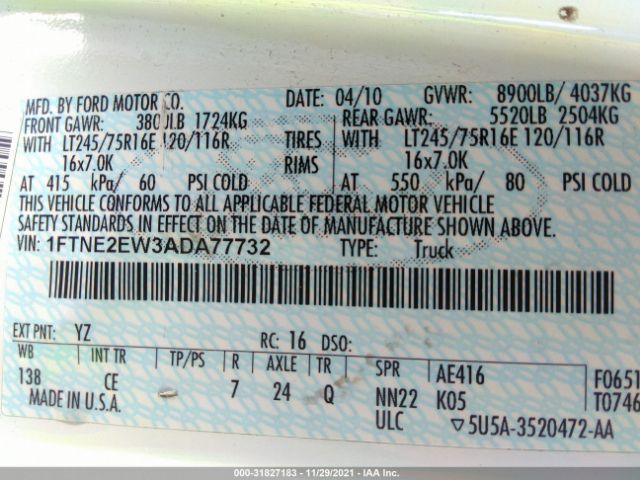 MFD. BY FORD MOTOR CO. DATE: 04/10 GVWR: 8900LB/ 4037KG
FRONT GAWR: 380 LB 1724KG REAR GAWR: 5520LB 2504KG
WITH LT245/75R16E 120/116R TIRES WITH LT245/75R16E 120/116R
16x7.0K RIMS 16x7.0K
AT 415 kPa/ 60 PSI COLD AT 550 kPa/ 80 PSI COLD
THIS VEHICLE CONFORMS TO ALL APPLICABLE FEDERAL MOTOR VEHICLE
SAFETY STANDARDS IN EFFECT ON THE DATE OF MANUFACTURE SHOWN ABOVE.
VIN: 1FTNE2EW3ADA77732 TYPE: Truck
EXT PNT: YZ RC: 16 DSO:
WB INT TR TP/PS R AXLE TR SPR AE416 F0651
138 CE 7 24 Q NN22 K05 T0746
MADE IN U.S.A. ULC ▽5U5A-3520472-AA
000-31827183 - 11/29/2021 - IAA Inc.